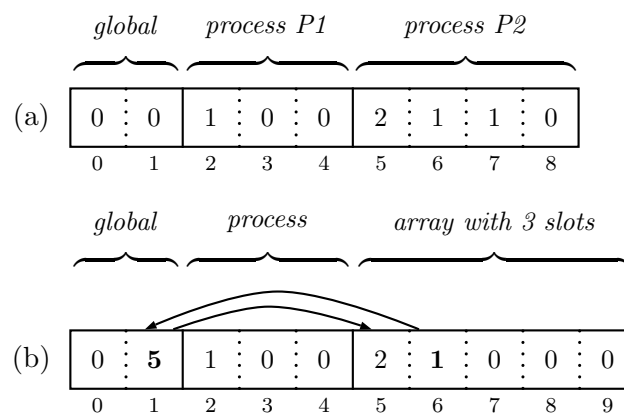 global process P1 process P2
(a) 0 0 1 0 0 2 1 1 0
0 1 2 3 4 5 6 7 8
global process array with 3 slots
(b) 0 5 1 0 0 2 1 0 0 0
0 1 2 3 4 5 6 7 8 9